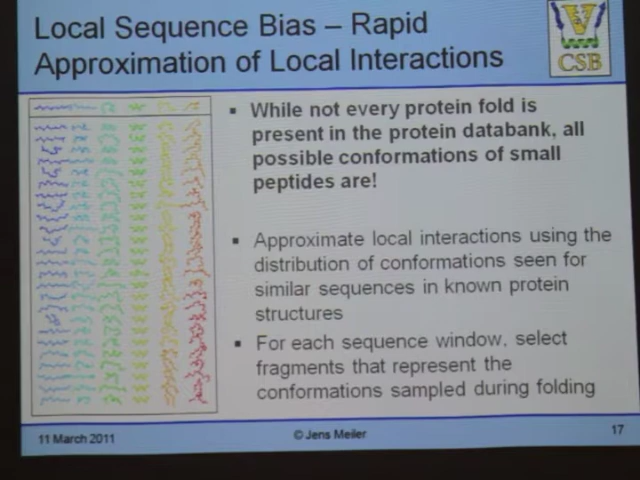 Local Sequence Bias – Rapid
Approximation of Local Interactions
V
CSB
▪ While not every protein fold is
present in the protein databank, all
possible conformations of small
peptides are!
▪ Approximate local interactions using the
distribution of conformations seen for
similar sequences in known protein
structures
▪ For each sequence window, select
fragments that represent the
conformations sampled during folding
11 March 2011
© Jens Meiler
17